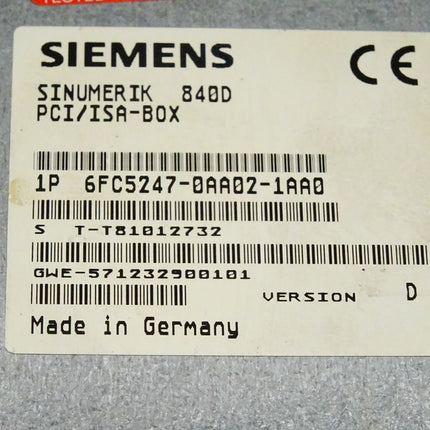 SIEMENS CE
SINUMERIK 840D
PCI/ISA-BOX
1P 6FC5247-0AA02-1AA0
S T-T81012732
GWE-571232900101
VERSION D
Made in Germany